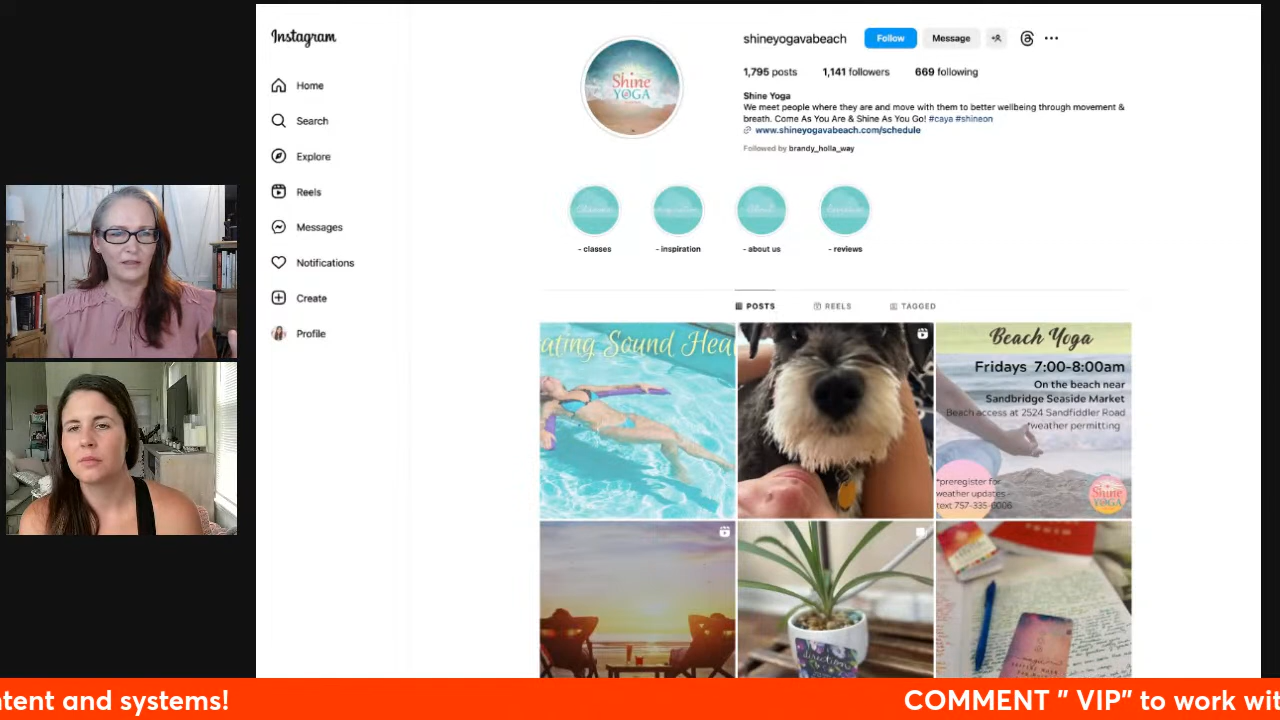 Instagram
Home
Search
Explore
Reels
Messages
Notifications
Create
Profile
Shine
YOGA
shineyogavabeach
Follow
Message
1,795 posts 1,141 followers 669 following
Shine Yoga
We meet people where they are and move with them to better wellbeing through movement &
breath. Come As You Are & Shine As You Go! #caya #shineon
www.shineyogavabeach.com/schedule
Followed by brandy_holla_way
- classes
- inspiration
- about us
- reviews
POSTS
REELS
TAGGED
ating Sound Hea
Beach Yoga
Fridays 7:00-8:00am
On the beach near
Sandbridge Seaside Market
Beach access at 2524 Sandfiddler Road
*weather permitting
*preregister for
weather updates -
text 757-335-0006
Shine
YOGA
direction
ntent and systems!
COMMENT " VIP" to work wit